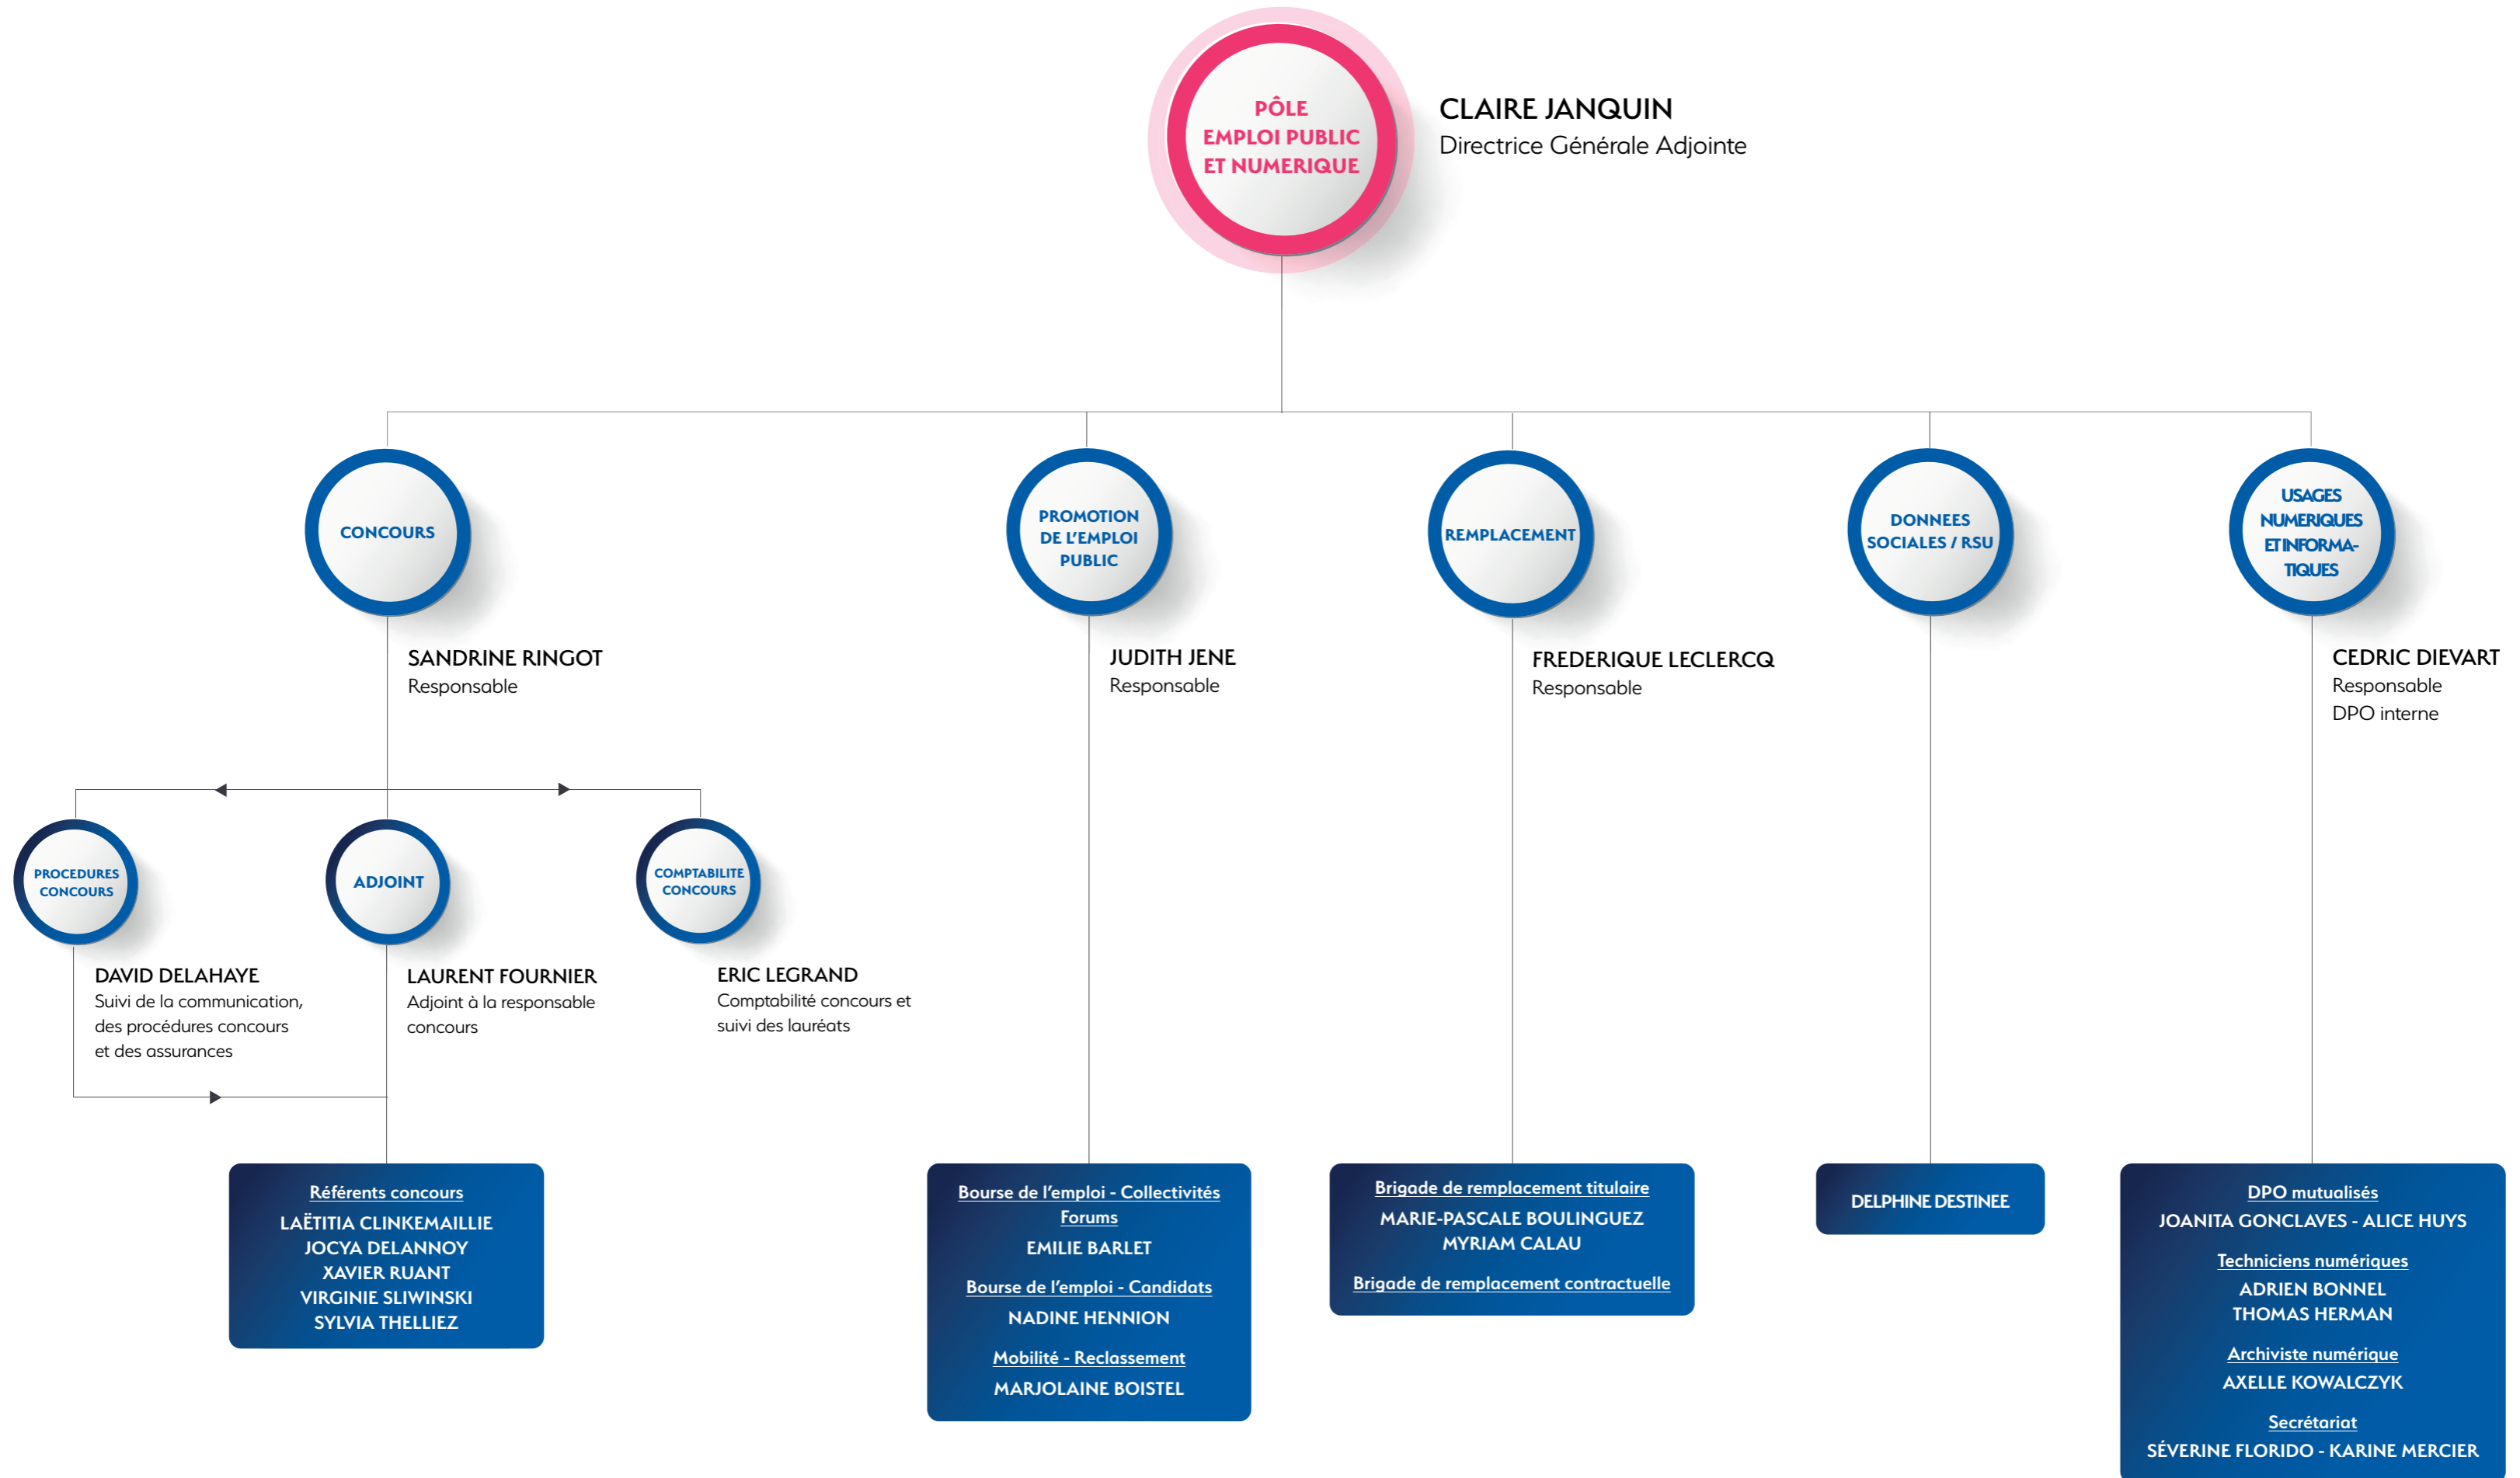 PÔLE
EMPLOI PUBLIC
ET NUMERIQUE
CLAIRE JANQUIN
Directrice Générale Adjointe
CONCOURS
SANDRINE RINGOT
Responsable
PROMOTION
DE L’EMPLOI
PUBLIC
JUDITH JENE
Responsable
REMPLACEMENT
FREDERIQUE LECLERCQ
Responsable
DONNEES
SOCIALES / RSU
USAGES
NUMERIQUES
ET INFORMA-
TIQUES
CEDRIC DIEVART
Responsable
DPO interne
PROCEDURES
CONCOURS
DAVID DELAHAYE
Suivi de la communication,
des procédures concours
et des assurances
ADJOINT
LAURENT FOURNIER
Adjoint à la responsable
concours
COMPTABILITE
CONCOURS
ERIC LEGRAND
Comptabilité concours et
suivi des lauréats
Référents concours
LAËTITIA CLINKEMAILLIE
JOCYA DELANNOY
XAVIER RUANT
VIRGINIE SLIWINSKI
SYLVIA THELLIEZ
Bourse de l’emploi - Collectivités
Forums
EMILIE BARLET
Bourse de l’emploi - Candidats
NADINE HENNION
Mobilité - Reclassement
MARJOLAINE BOISTEL
Brigade de remplacement titulaire
MARIE-PASCALE BOULINGUEZ
MYRIAM CALAU
Brigade de remplacement contractuelle
DELPHINE DESTINEE
DPO mutualisés
JOANITA GONCLAVES - ALICE HUYS
Techniciens numériques
ADRIEN BONNEL
THOMAS HERMAN
Archiviste numérique
AXELLE KOWALCZYK
Secrétariat
SÉVERINE FLORIDO - KARINE MERCIER